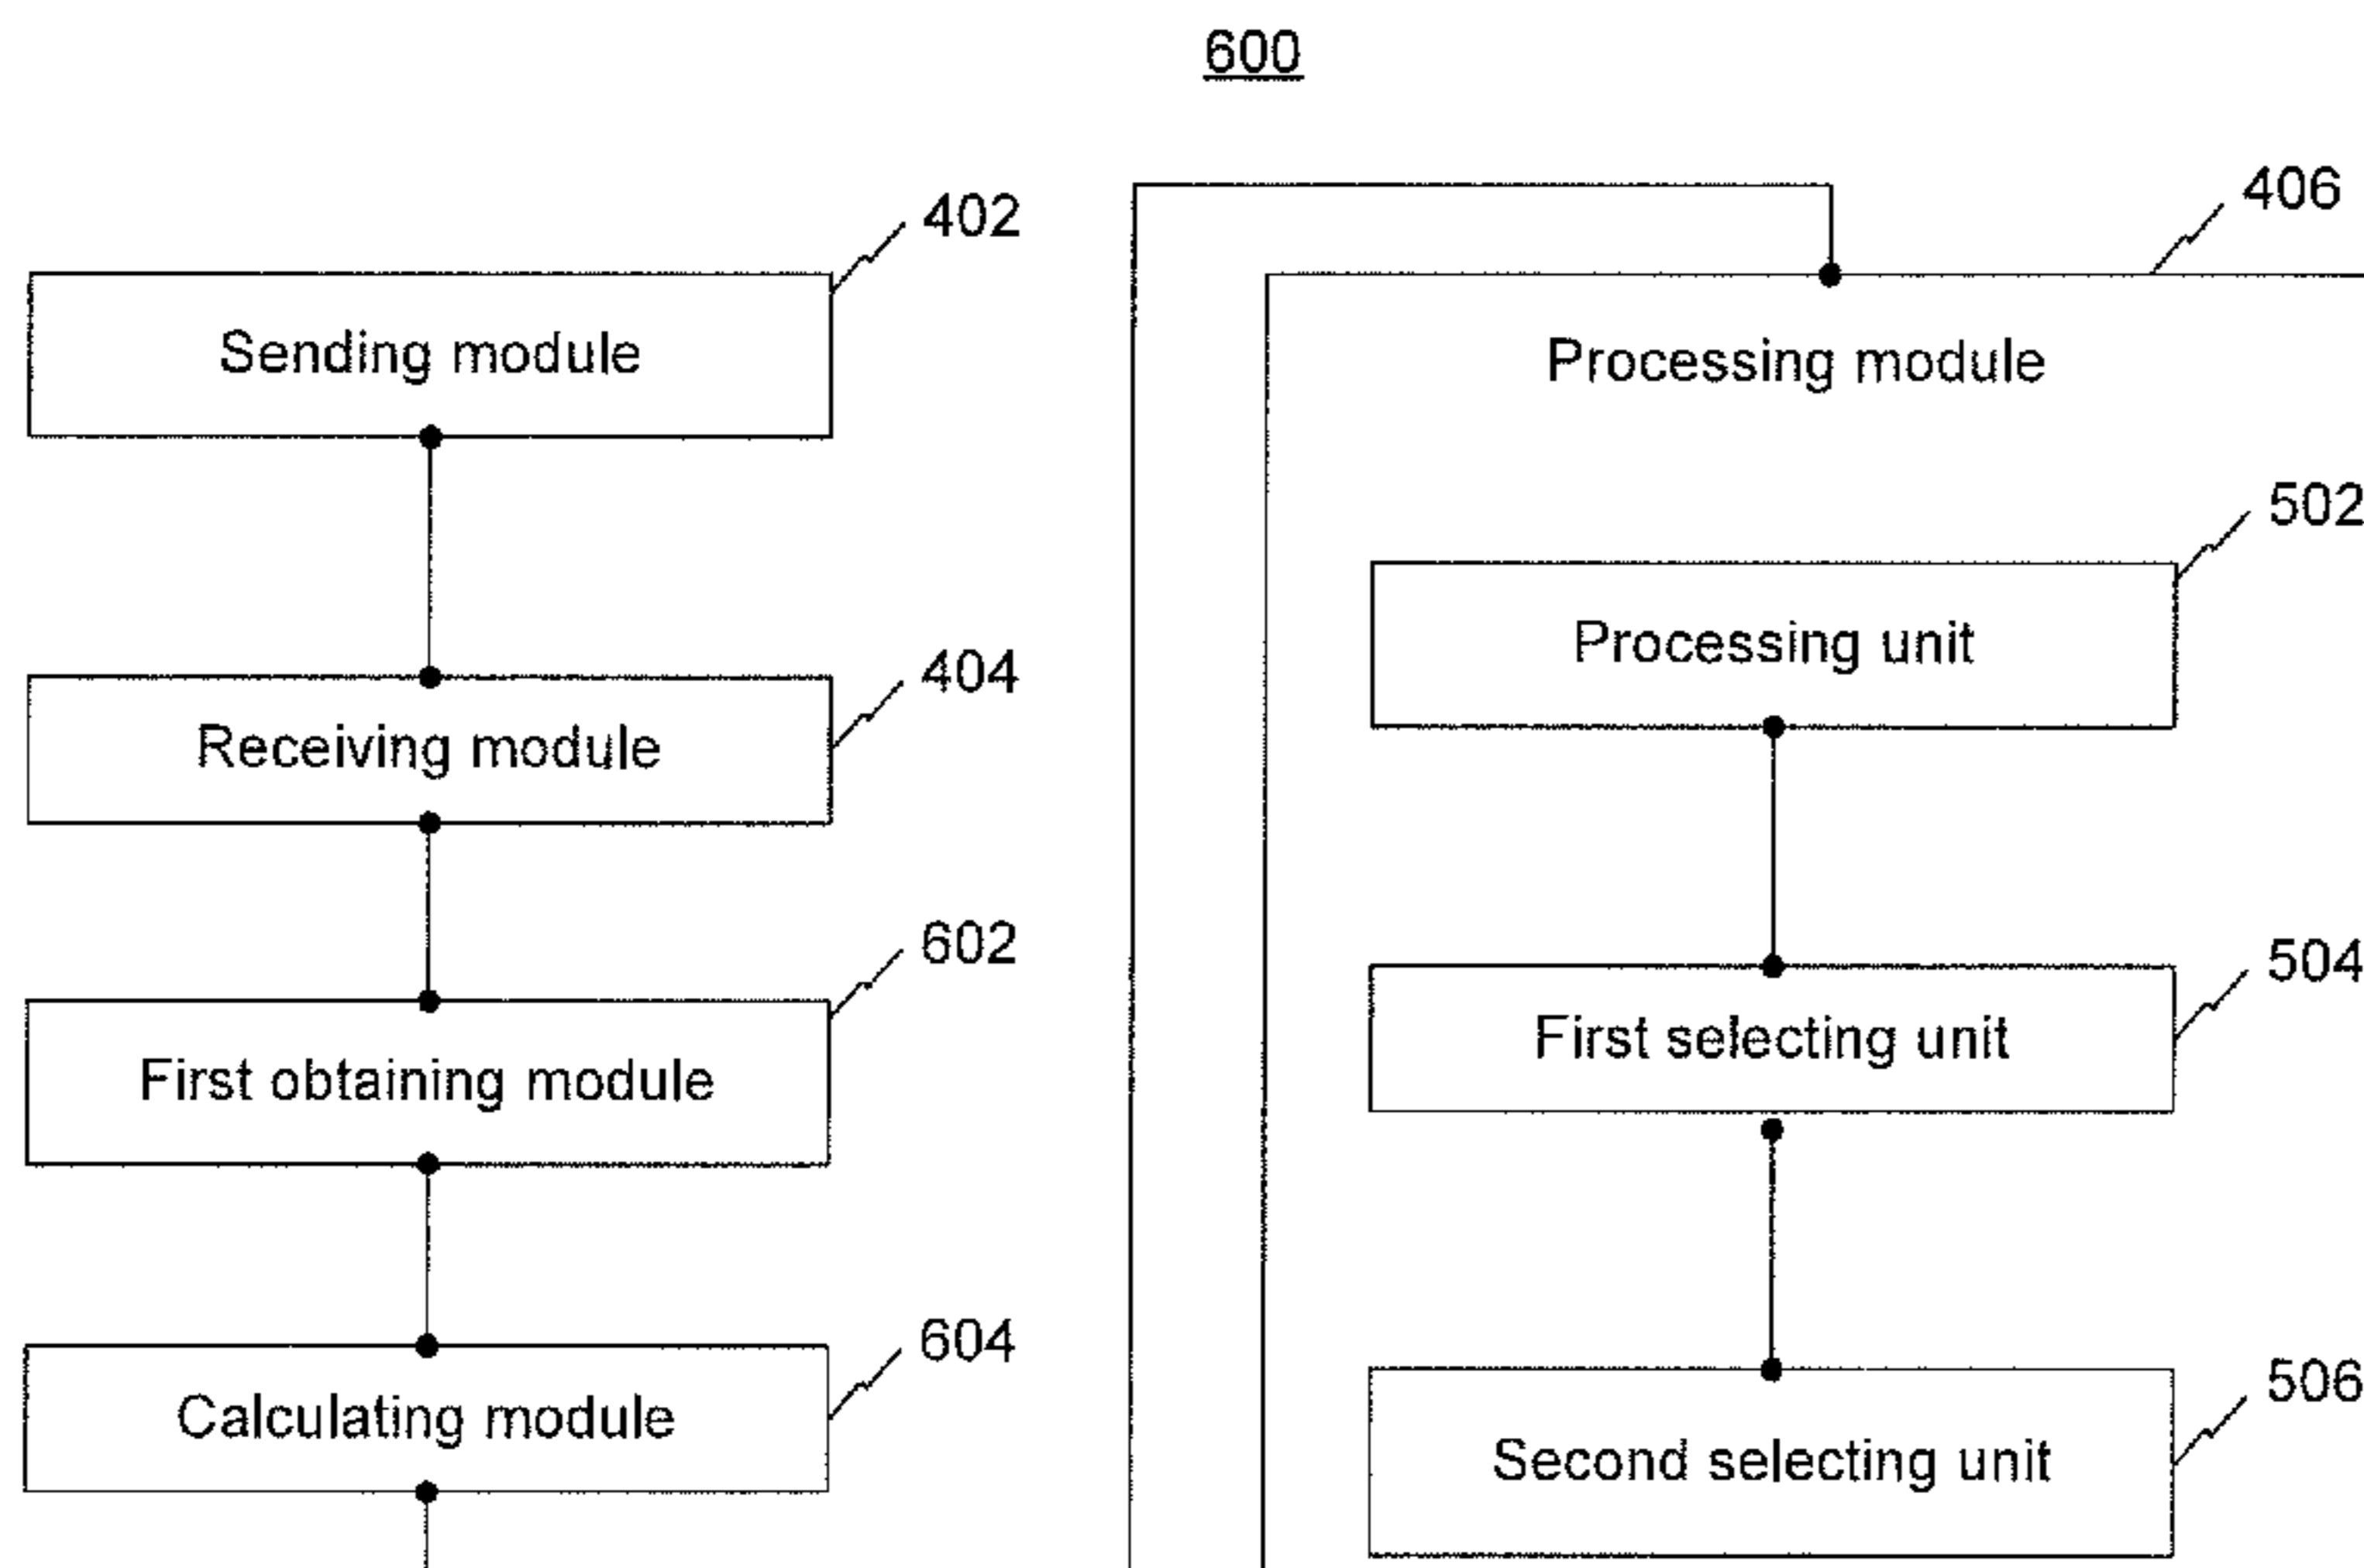 600
402
Sending module
404
Receiving module
602
First obtaining module
604
Calculating module
406
Processing module
502
Processing unit
504
First selecting unit
506
Second selecting unit